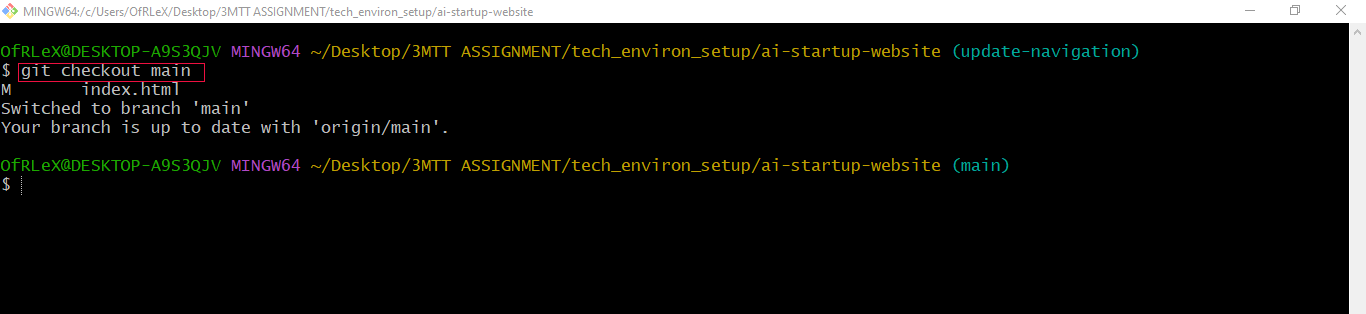 MINGW64:/c/Users/OfRLeX/Desktop/3MTT ASSIGNMENT/tech_environ_setup/ai-startup-website
OfRLeX@DESKTOP-A9S3QJV MINGW64 ~/Desktop/3MTT ASSIGNMENT/tech_environ_setup/ai-startup-website (update-navigation)
$ git checkout main
M       index.html
Switched to branch 'main'
Your branch is up to date with 'origin/main'.
OfRLeX@DESKTOP-A9S3QJV MINGW64 ~/Desktop/3MTT ASSIGNMENT/tech_environ_setup/ai-startup-website (main)
$